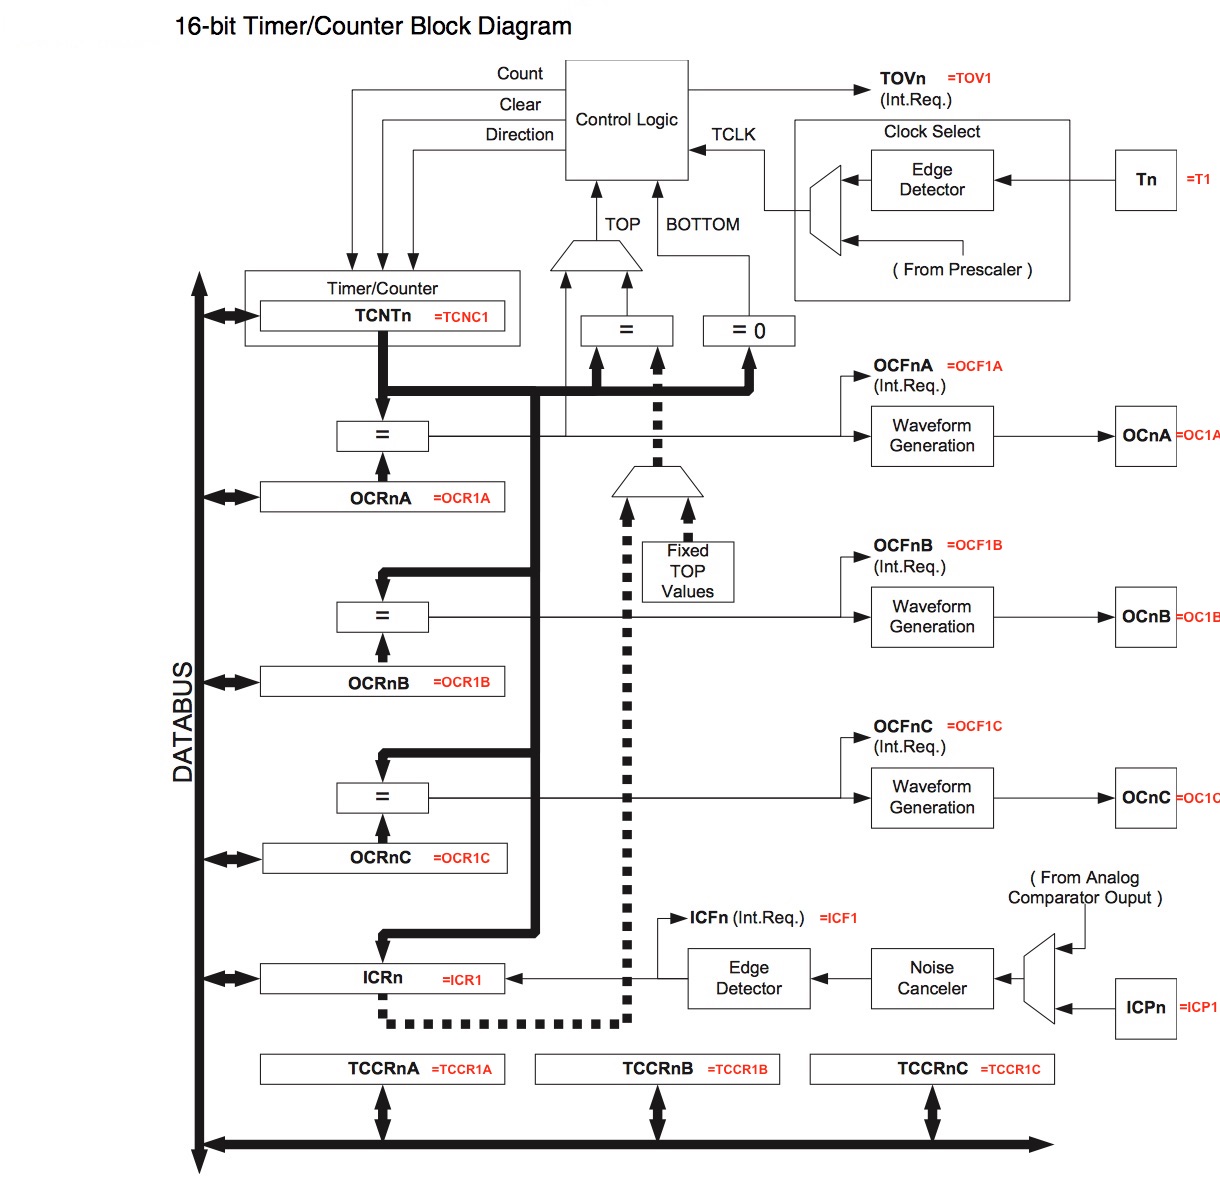 16-bit Timer/Counter Block Diagram
Count
Clear
Direction
Control Logic
TOVn =TOV1
(Int.Req.)
TCLK
Clock Select
Edge
Detector
Tn =T1
( From Prescaler )
TOP
BOTTOM
Timer/Counter
TCNTn =TCNC1
=
= 0
OCFnA =OCF1A
(Int.Req.)
=
Waveform
Generation
OCnA =OC1A
OCRnA =OCR1A
Fixed
TOP
Values
OCFnB =OCF1B
(Int.Req.)
=
Waveform
Generation
OCnB =OC1B
OCRnB =OCR1B
DATABUS
OCFnC =OCF1C
(Int.Req.)
=
Waveform
Generation
OCnC =OC1C
OCRnC =OCR1C
( From Analog
Comparator Ouput )
ICFn (Int.Req.) =ICF1
ICRn =ICR1
Edge
Detector
Noise
Canceler
ICPn =ICP1
TCCRnA =TCCR1A
TCCRnB =TCCR1B
TCCRnC =TCCR1C